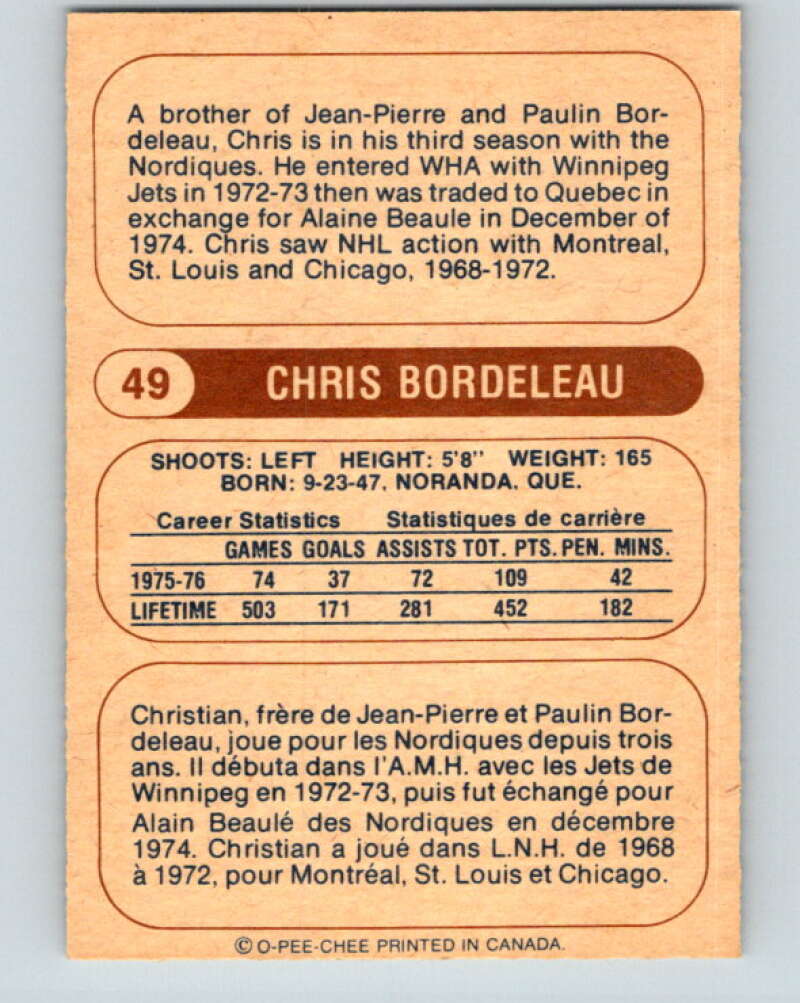 A brother of Jean-Pierre and Paulin Bor-
deleau, Chris is in his third season with the
Nordiques. He entered WHA with Winnipeg
Jets in 1972-73 then was traded to Quebec in
exchange for Alaine Beaule in December of
1974. Chris saw NHL action with Montreal,
St. Louis and Chicago, 1968-1972.
49 CHRIS BORDELEAU
SHOOTS: LEFT HEIGHT: 5'8" WEIGHT: 165
BORN: 9-23-47, NORANDA, QUE.
Career Statistics Statistiques de carrière
GAMES GOALS ASSISTS TOT. PTS. PEN. MINS.
1975-76 74 37 72 109 42
LIFETIME 503 171 281 452 182
Christian, frère de Jean-Pierre et Paulin Bor-
deleau, joue pour les Nordiques depuis trois
ans. Il débuta dans l'A.M.H. avec les Jets de
Winnipeg en 1972-73, puis fut échangé pour
Alain Beaulé des Nordiques en décembre
1974. Christian a joué dans L.N.H. de 1968
à 1972, pour Montréal, St. Louis et Chicago.
© O-PEE-CHEE PRINTED IN CANADA.